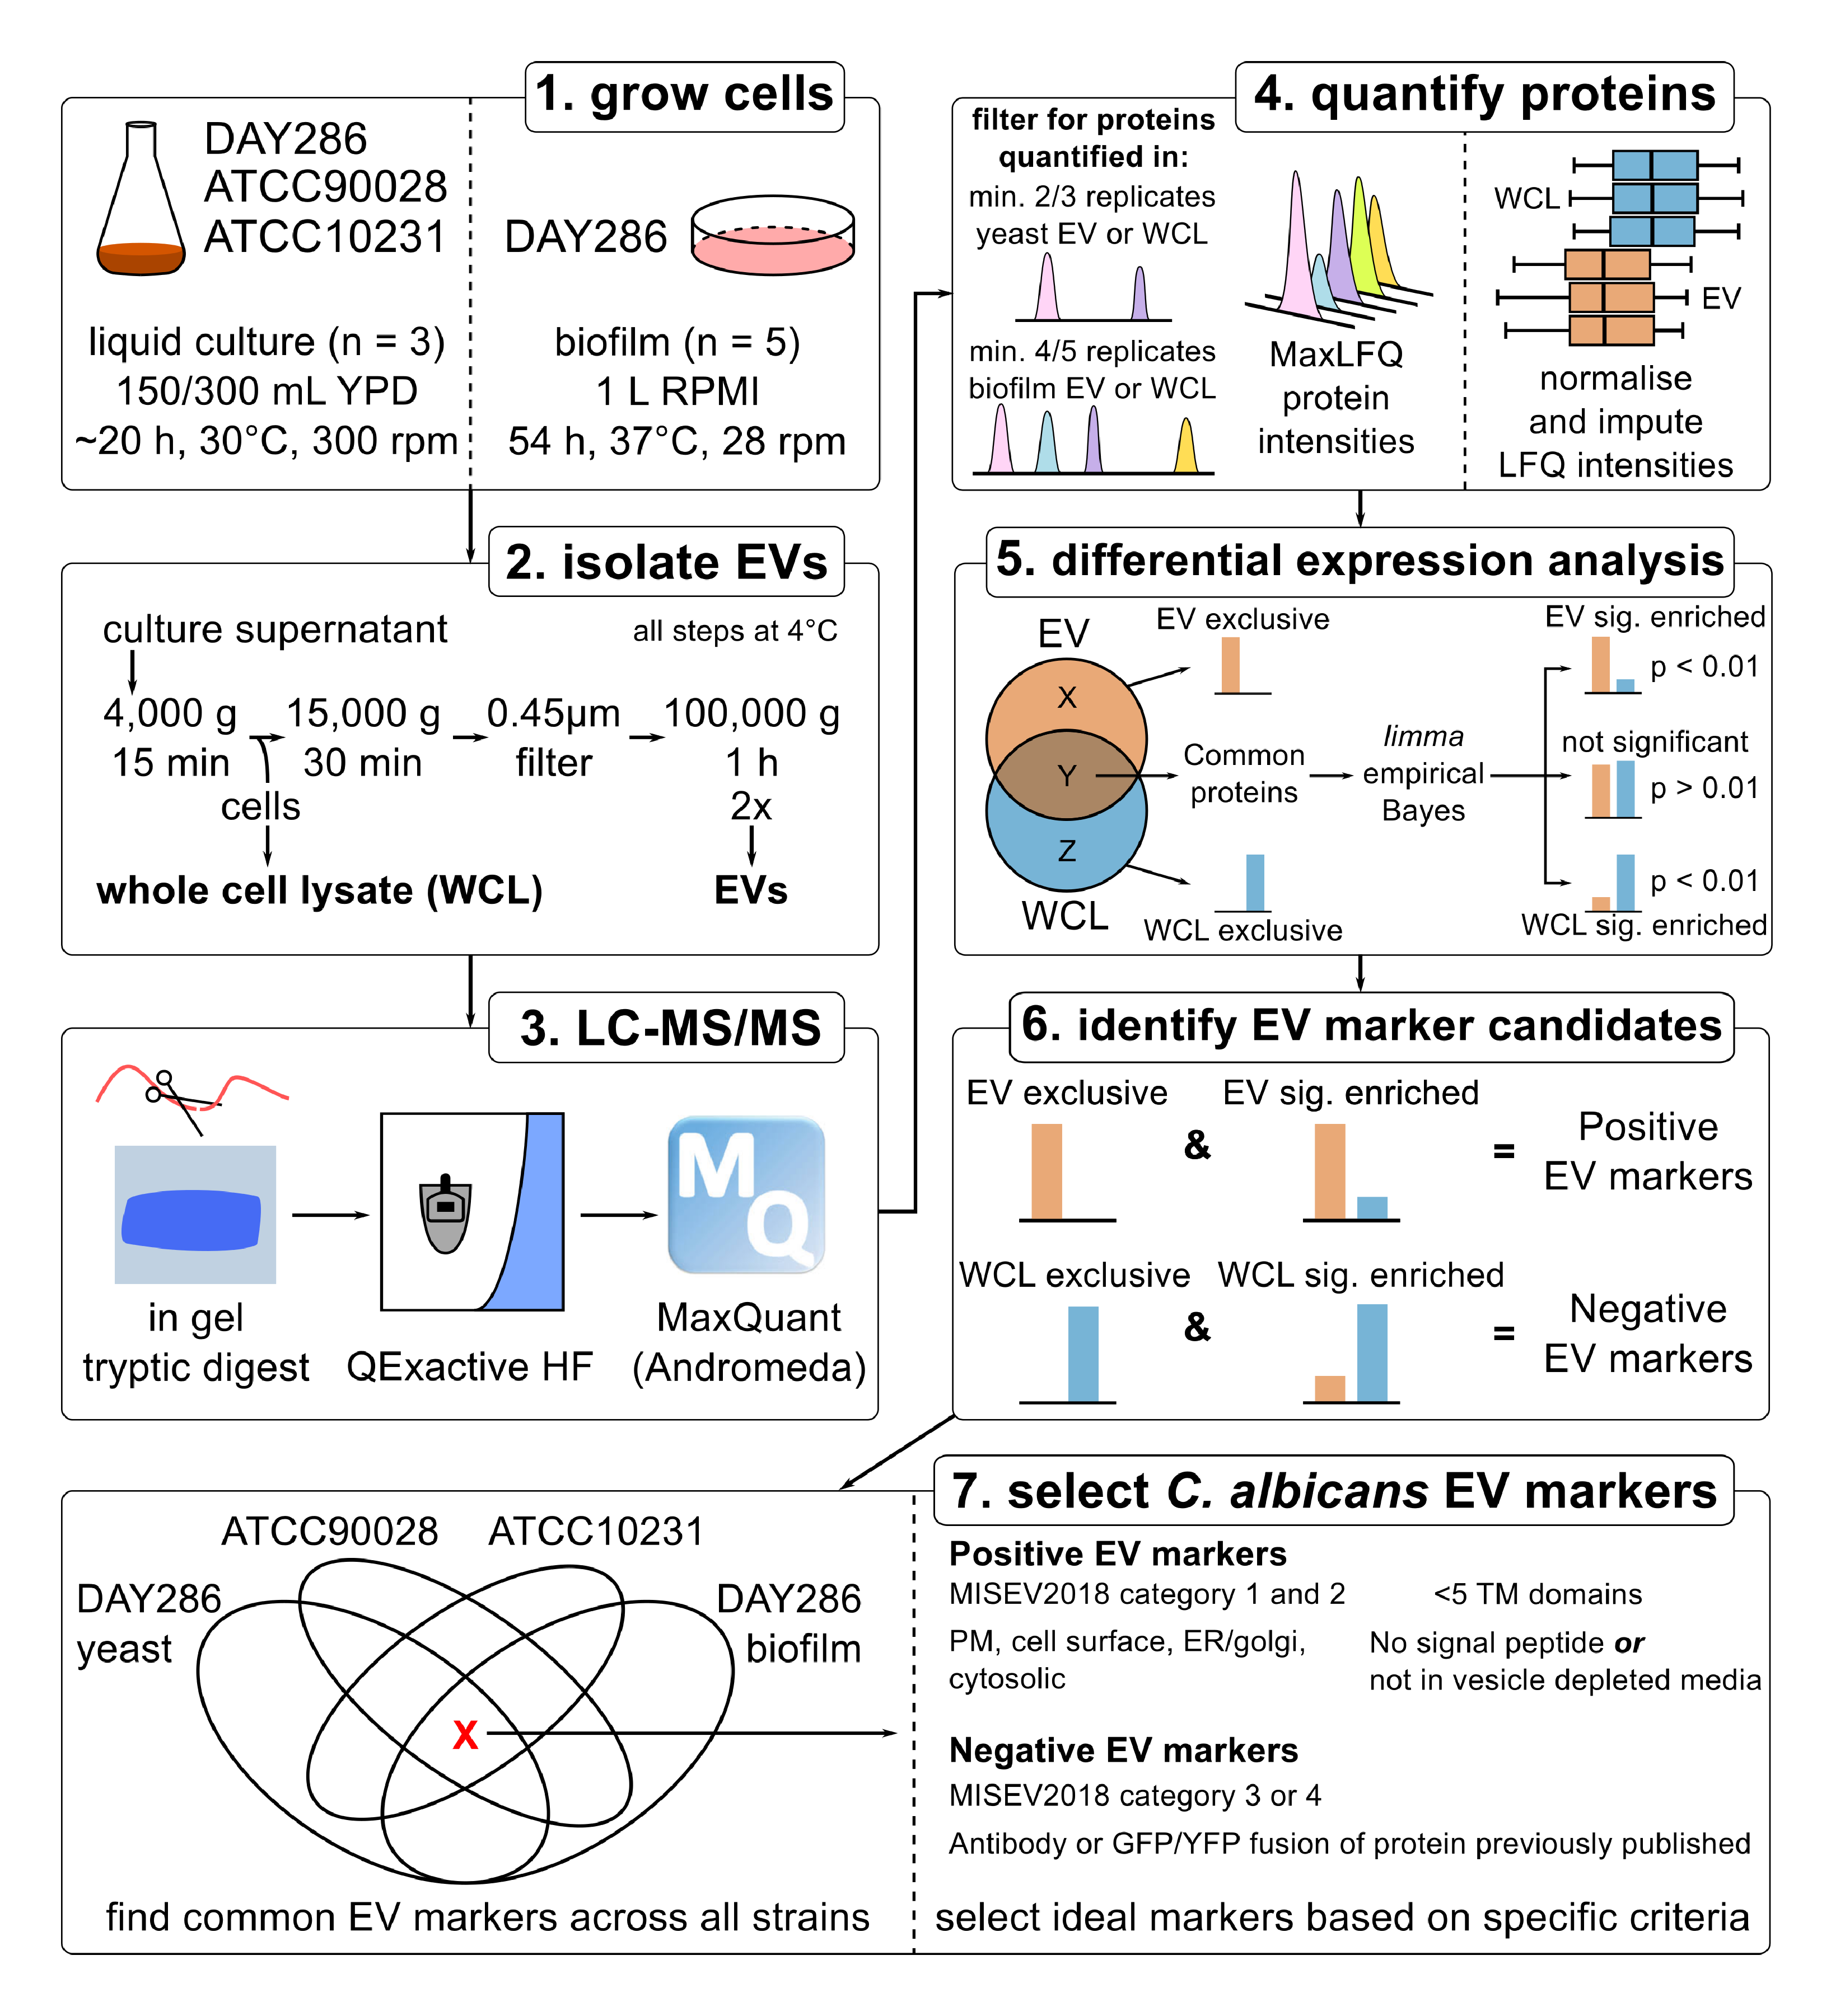 1. grow cells
DAY286
ATCC90028
ATCC10231
liquid culture (n = 3)
150/300 mL YPD
~20 h, 30°C, 300 rpm
DAY286
biofilm (n = 5)
1 L RPMI
54 h, 37°C, 28 rpm
2. isolate EVs
culture supernatant
all steps at 4°C
4,000 g
15 min
15,000 g
30 min
0.45µm
filter
100,000 g
1 h
2x
cells
whole cell lysate (WCL)
EVs
3. LC-MS/MS
M
Q
in gel
tryptic digest
QExactive HF
MaxQuant
(Andromeda)
4. quantify proteins
filter for proteins
quantified in:
min. 2/3 replicates
yeast EV or WCL
min. 4/5 replicates
biofilm EV or WCL
MaxLFQ
protein
intensities
WCL
EV
normalise
and impute
LFQ intensities
5. differential expression analysis
EV
X
Y
Z
WCL
EV exclusive
Common
proteins
WCL exclusive
limma
empirical
Bayes
EV sig. enriched
p < 0.01
not significant
p > 0.01
p < 0.01
WCL sig. enriched
6. identify EV marker candidates
EV exclusive
&
EV sig. enriched
=
Positive
EV markers
WCL exclusive
&
WCL sig. enriched
=
Negative
EV markers
7. select C. albicans EV markers
ATCC90028
ATCC10231
DAY286
yeast
DAY286
biofilm
X
find common EV markers across all strains
Positive EV markers
MISEV2018 category 1 and 2
<5 TM domains
PM, cell surface, ER/golgi,
cytosolic
No signal peptide or
not in vesicle depleted media
Negative EV markers
MISEV2018 category 3 or 4
Antibody or GFP/YFP fusion of protein previously published
select ideal markers based on specific criteria